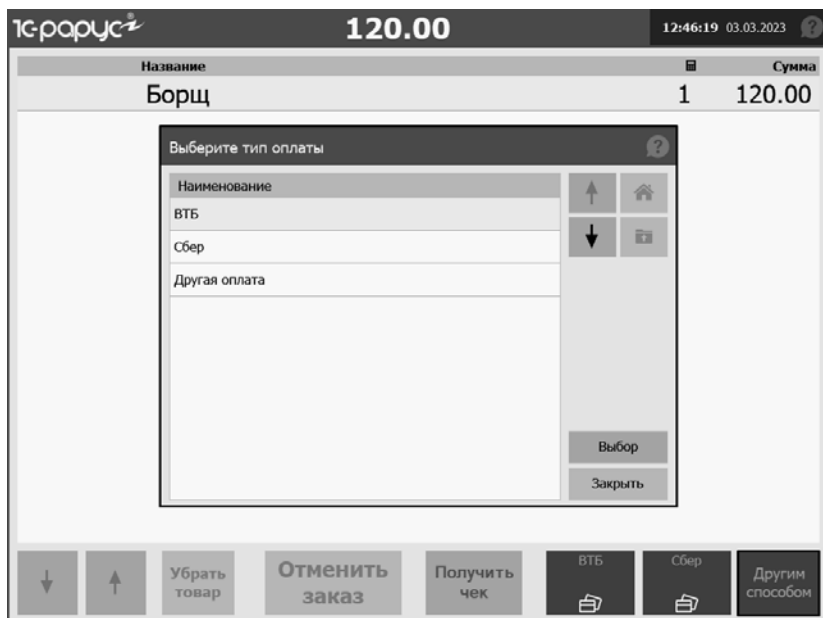 1С-рарус
120.00
12:46:19 03.03.2023
Название Сумма
Борщ 1 120.00
Выберите тип оплаты
Наименование
ВТБ
Сбер
Другая оплата
Выбор
Закрыть
Убрать товар
Отменить заказ
Получить чек
ВТБ
Сбер
Другим способом